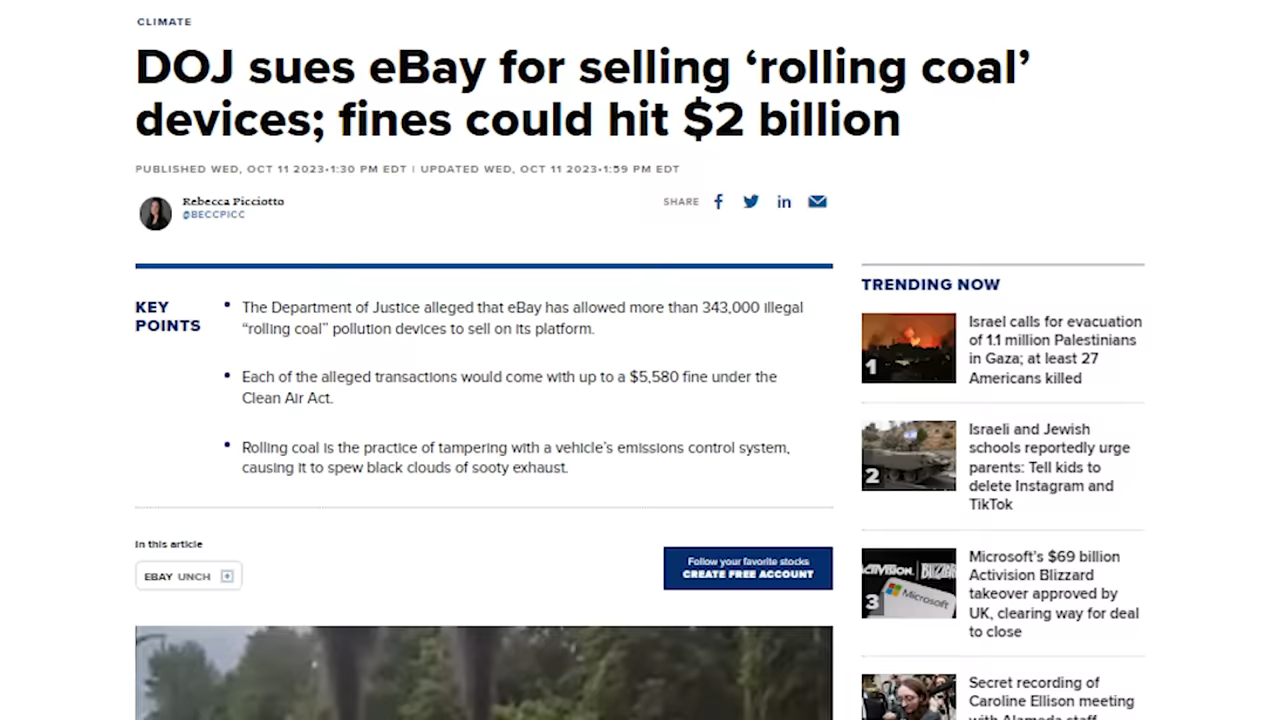 CLIMATE
DOJ sues eBay for selling ‘rolling coal’
devices; fines could hit $2 billion
PUBLISHED WED, OCT 11 2023•1:30 PM EDT | UPDATED WED, OCT 11 2023•1:59 PM EDT
Rebecca Picciotto
@BECCPICC
SHARE
KEY
POINTS
The Department of Justice alleged that eBay has allowed more than 343,000 illegal
“rolling coal” pollution devices to sell on its platform.
Each of the alleged transactions would come with up to a $5,580 fine under the
Clean Air Act.
Rolling coal is the practice of tampering with a vehicle’s emissions control system,
causing it to spew black clouds of sooty exhaust.
In this article
EBAY UNCH
Follow your favorite stocks
CREATE FREE ACCOUNT
TRENDING NOW
1
Israel calls for evacuation
of 1.1 million Palestinians
in Gaza; at least 27
Americans killed
2
Israeli and Jewish
schools reportedly urge
parents: Tell kids to
delete Instagram and
TikTok
3
Microsoft
Microsoft’s $69 billion
Activision Blizzard
takeover approved by
UK, clearing way for deal
to close
Secret recording of
Caroline Ellison meeting
with Alameda staff